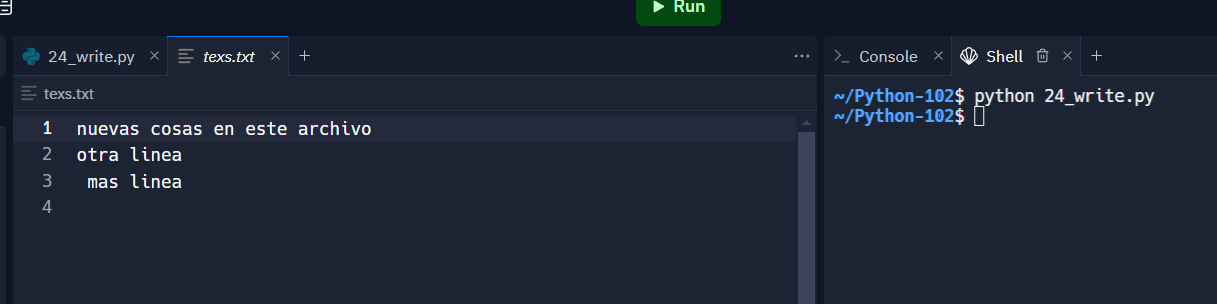 Run
24_write.py
texs.txt
texs.txt
1 nuevas cosas en este archivo
2 otra linea
3  mas linea
4
Console
Shell
~/Python-102$ python 24_write.py
~/Python-102$